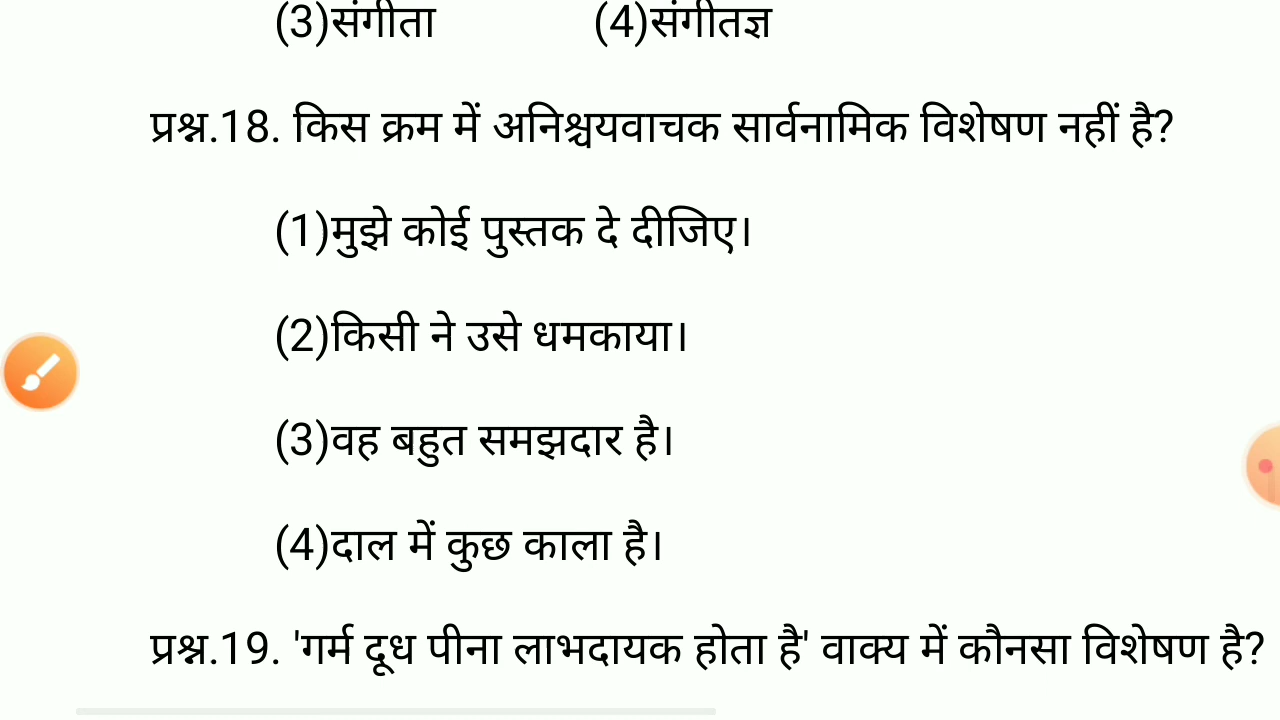 (3)संगीता (4)संगीतज्ञ
प्रश्न.18. किस क्रम में अनिश्चयवाचक सार्वनामिक विशेषण नहीं है?
(1)मुझे कोई पुस्तक दे दीजिए।
(2)किसी ने उसे धमकाया।
(3)वह बहुत समझदार है।
(4)दाल में कुछ काला है।
प्रश्न.19. 'गर्म दूध पीना लाभदायक होता है' वाक्य में कौनसा विशेषण है?